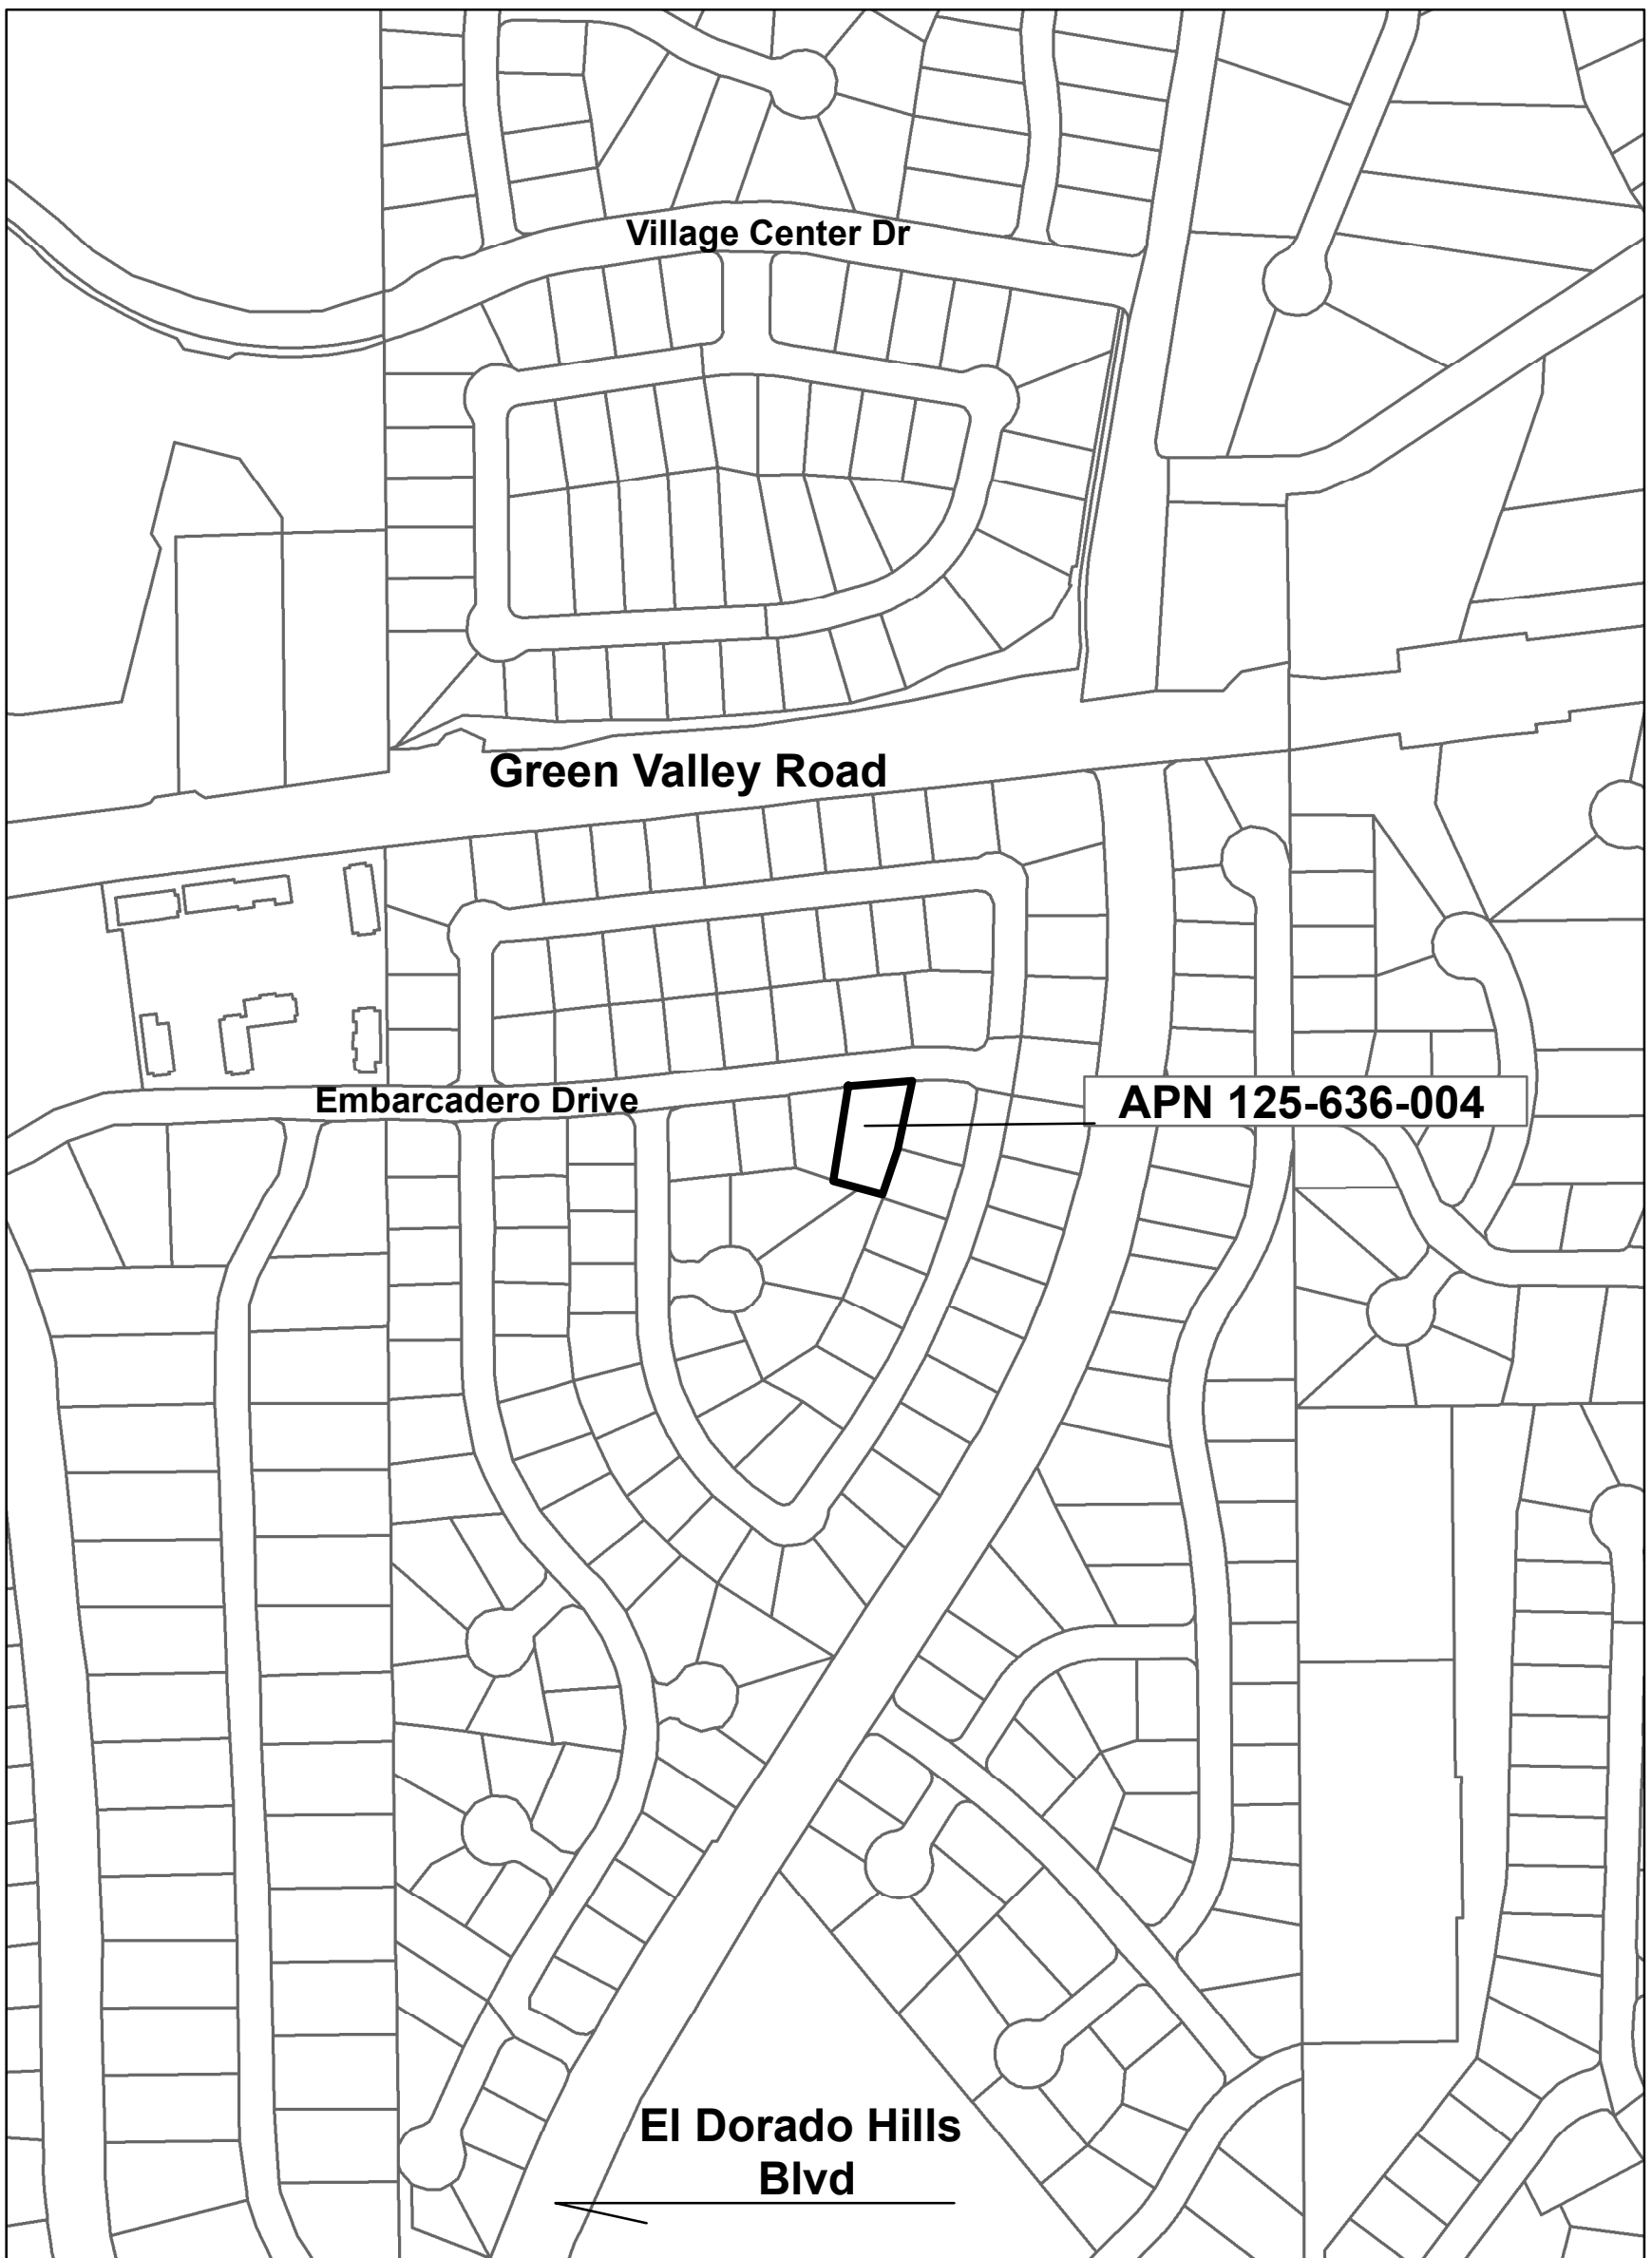 Village Center Dr
Green Valley Road
Embarcadero Drive
APN 125-636-004
El Dorado Hills
Blvd